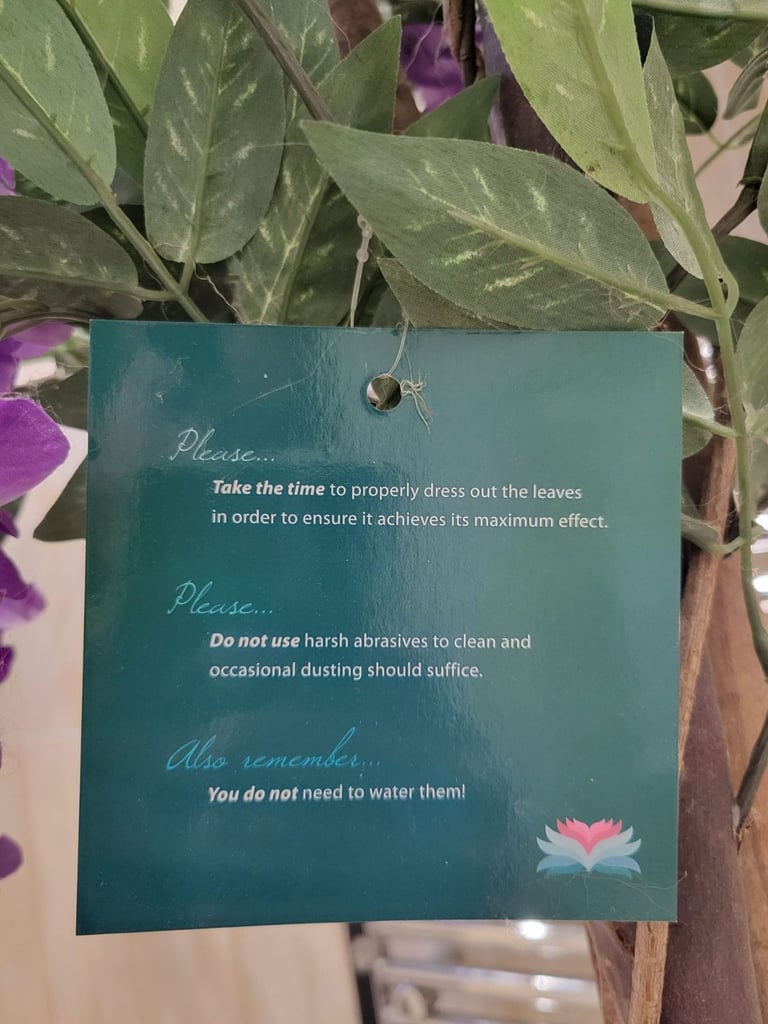 Please...
Take the time to properly dress out the leaves
in order to ensure it achieves its maximum effect.
Please...
Do not use harsh abrasives to clean and
occasional dusting should suffice.
Also remember...
You do not need to water them!